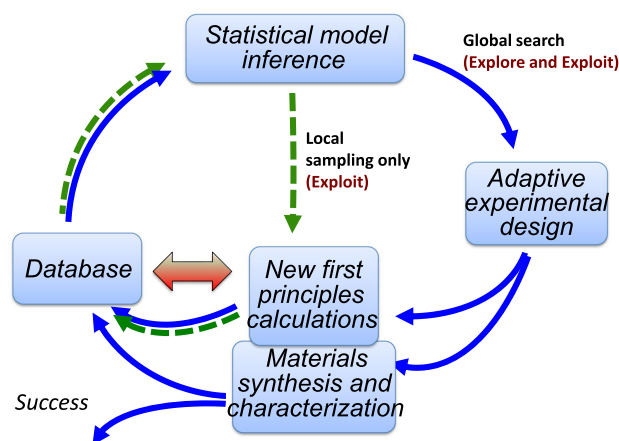 Statistical model
inference
Global search
(Explore and Exploit)
Local
sampling only
(Exploit)
Adaptive
experimental
design
Database
New first
principles
calculations
Materials
synthesis and
characterization
Success